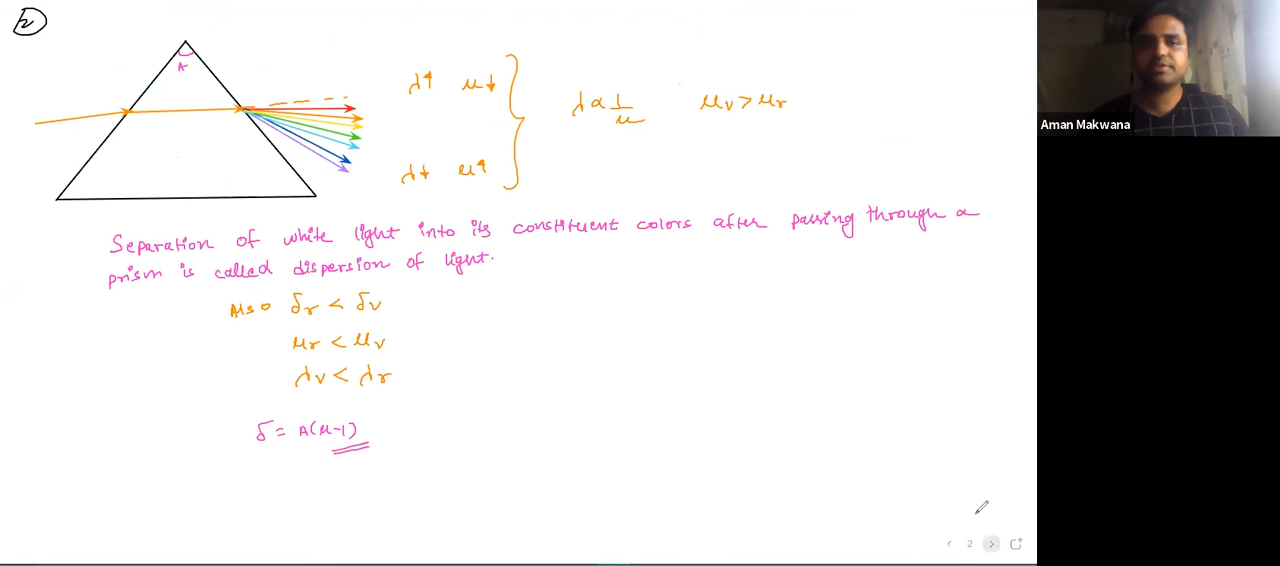 2
A
λ↑ μ↓
λ ∝ 1/μ μv > μr
Aman Makwana
λ↓ μ↑
Separation of white light into its constituent colors after passing through a
prism is called dispersion of light.
Also δr < δv
μr < μv
λv < λr
δ = A(μ-1)
2